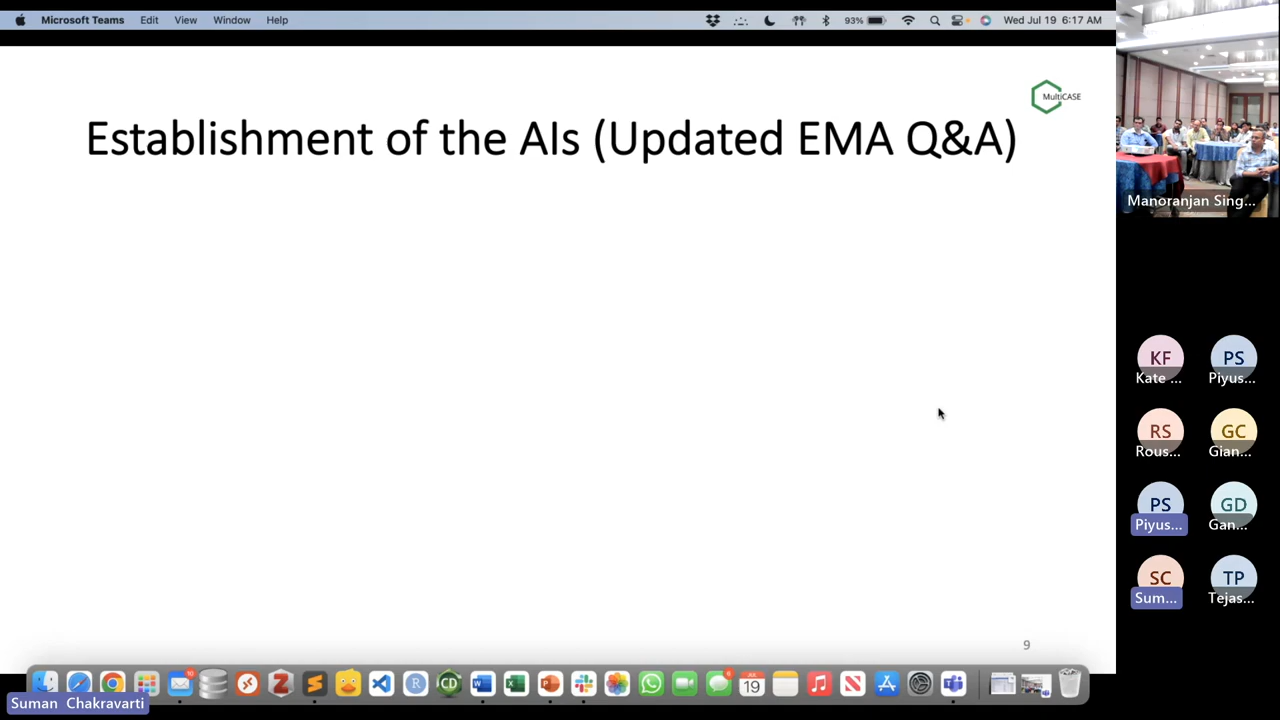 Microsoft Teams Edit View Window Help 93% Wed Jul 19 6:17 AM
MultiCASE
Establishment of the AIs (Updated EMA Q&A)
9
Manoranjan Sing...
KF PS
Kate ... Piyus...
RS GC
Rous... Gian...
PS GD
Piyus... Gan...
SC TP
Sum... Tejas...
JUL
19
Suman Chakravarti